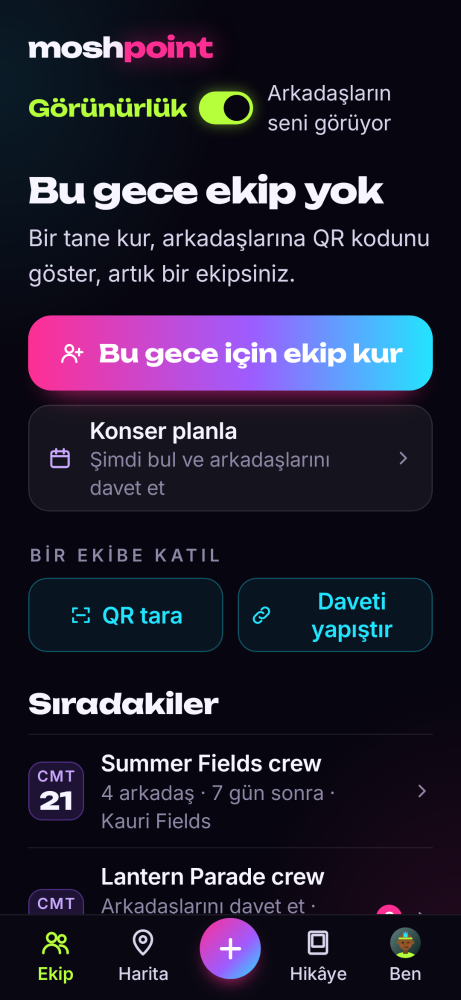 moshpoint
Görünürlük
Arkadaşların
seni görüyor
Bu gece ekip yok
Bir tane kur, arkadaşlarına QR kodunu
göster, artık bir ekipsiniz.
Bu gece için ekip kur
Konser planla
Şimdi bul ve arkadaşlarını
davet et
BİR EKİBE KATIL
QR tara
Daveti
yapıştır
Sıradakiler
CMT
21
Summer Fields crew
4 arkadaş · 7 gün sonra ·
Kauri Fields
CMT
Lantern Parade crew
Arkadaşlarını davet et ·
Ekip
Harita
Hikâye
Ben